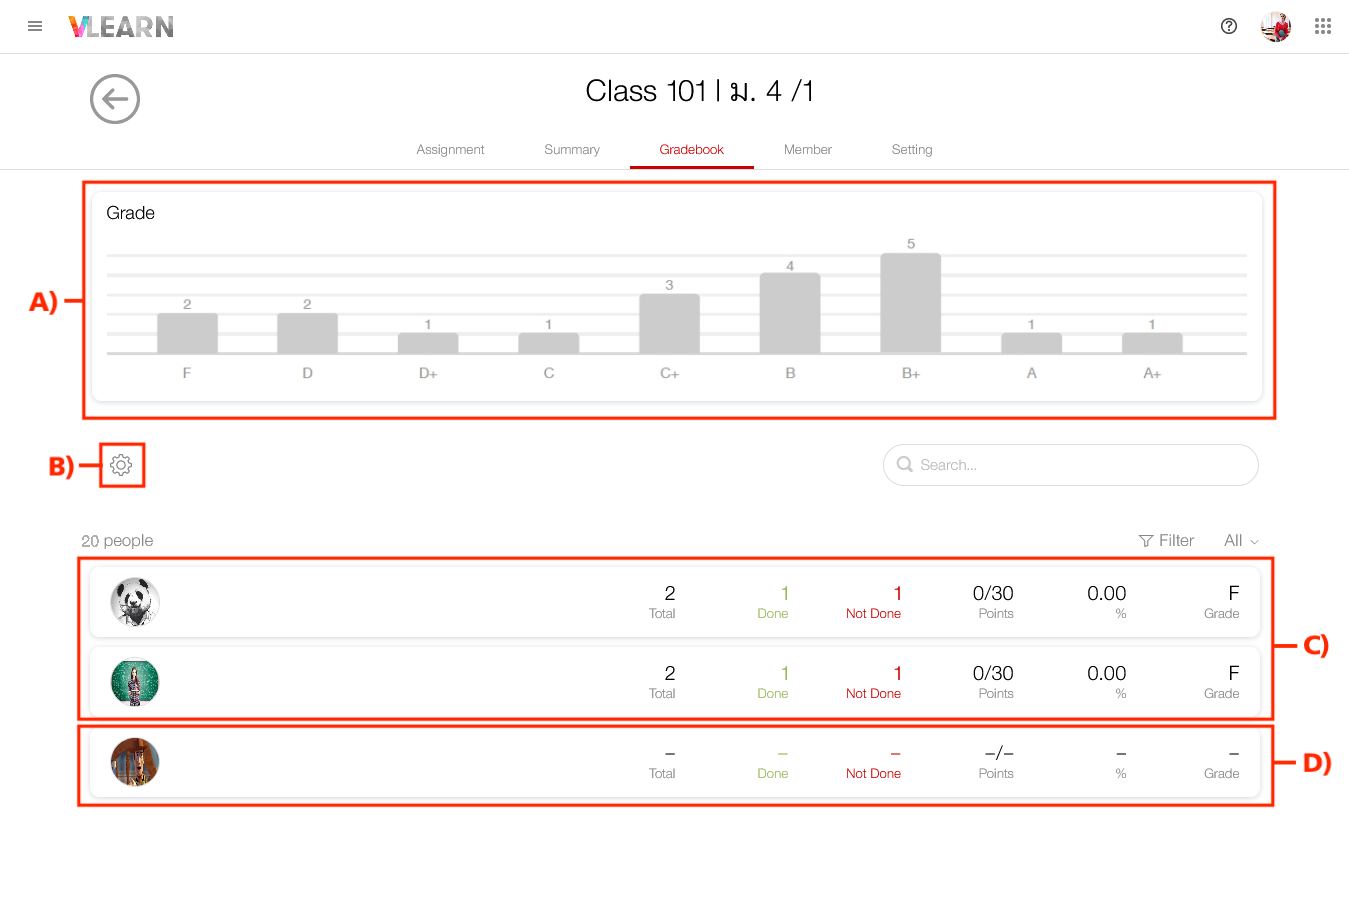 VLEARN
Class 101 | ม. 4 /1
Assignment Summary Gradebook Member Setting
Grade
2 2 1 1 3 4 5 1 1
F D D+ C C+ B B+ A A+
A)
B)
Search...
20 people Filter All
2 1 1 0/30 0.00 F
Total Done Not Done Points % Grade
C)
2 1 1 0/30 0.00 F
Total Done Not Done Points % Grade
– – – –/– – –
D)
Total Done Not Done Points % Grade